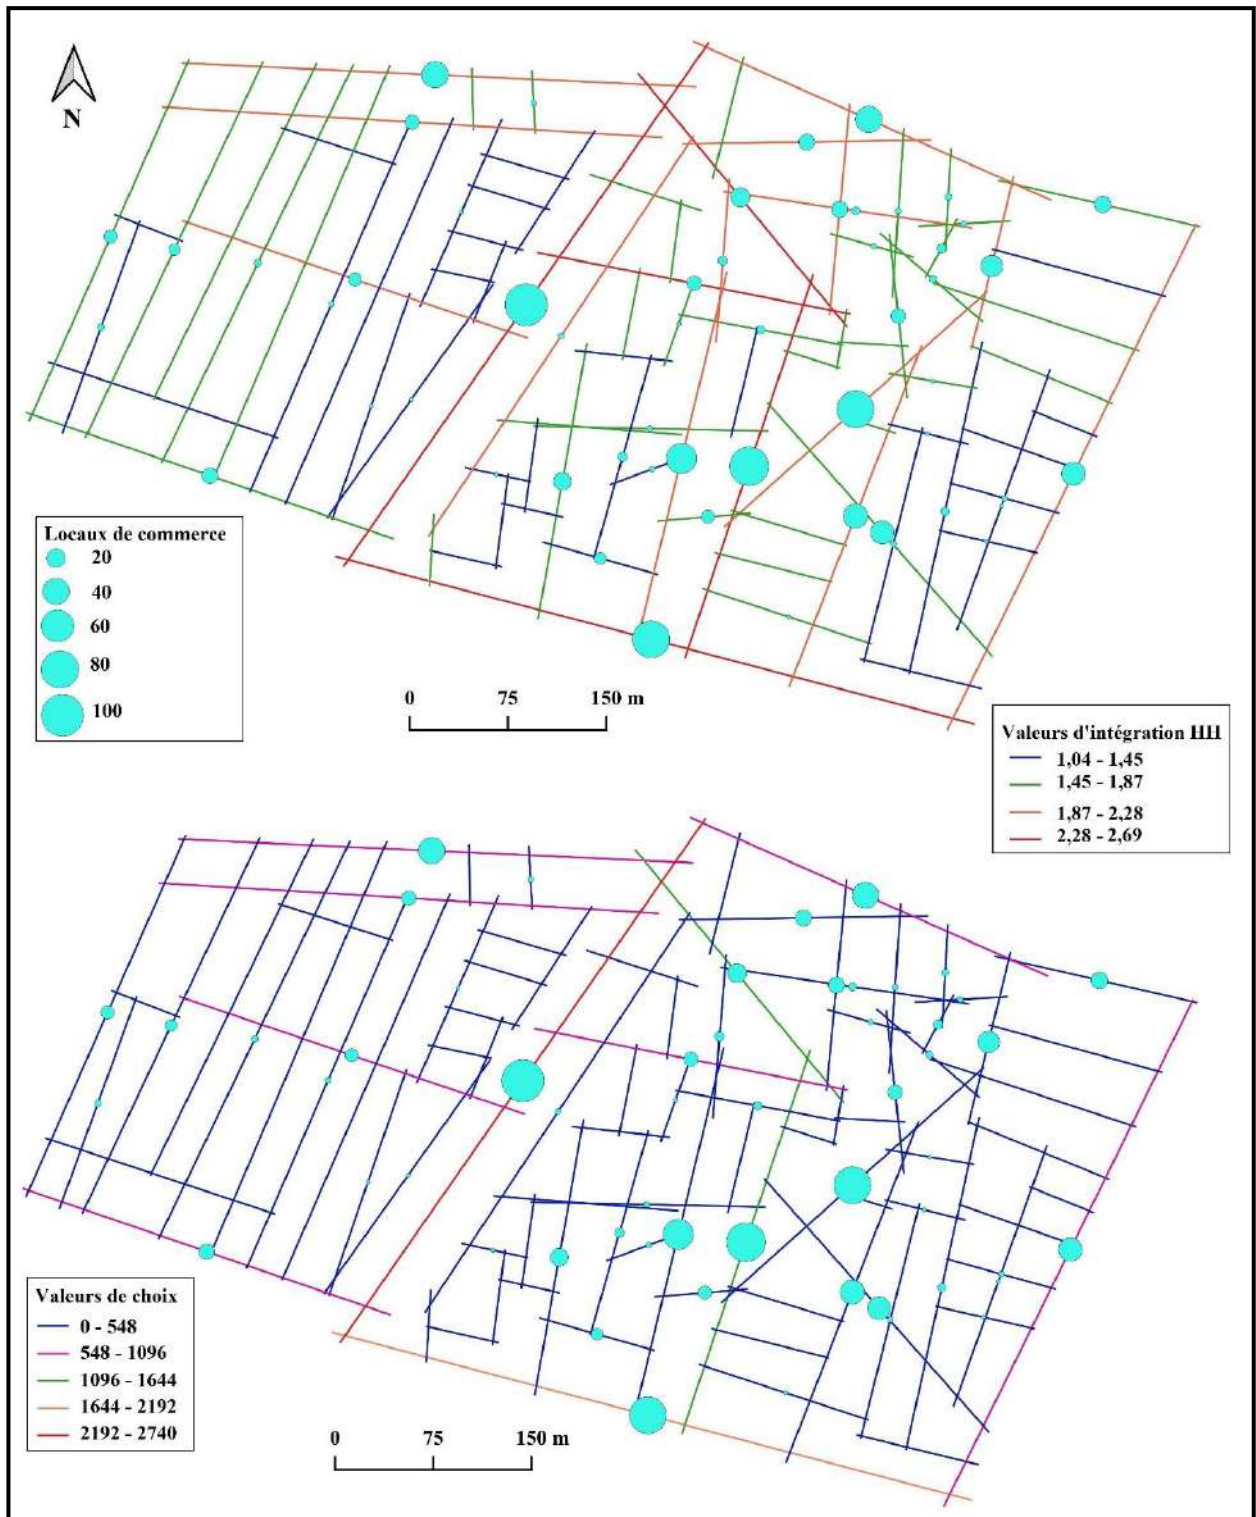 N
Locaux de commerce
20
40
60
80
100
0 75 150 m
Valeurs d'intégration HH
1,04 - 1,45
1,45 - 1,87
1,87 - 2,28
2,28 - 2,69
Valeurs de choix
0 - 548
548 - 1096
1096 - 1644
1644 - 2192
2192 - 2740
0 75 150 m